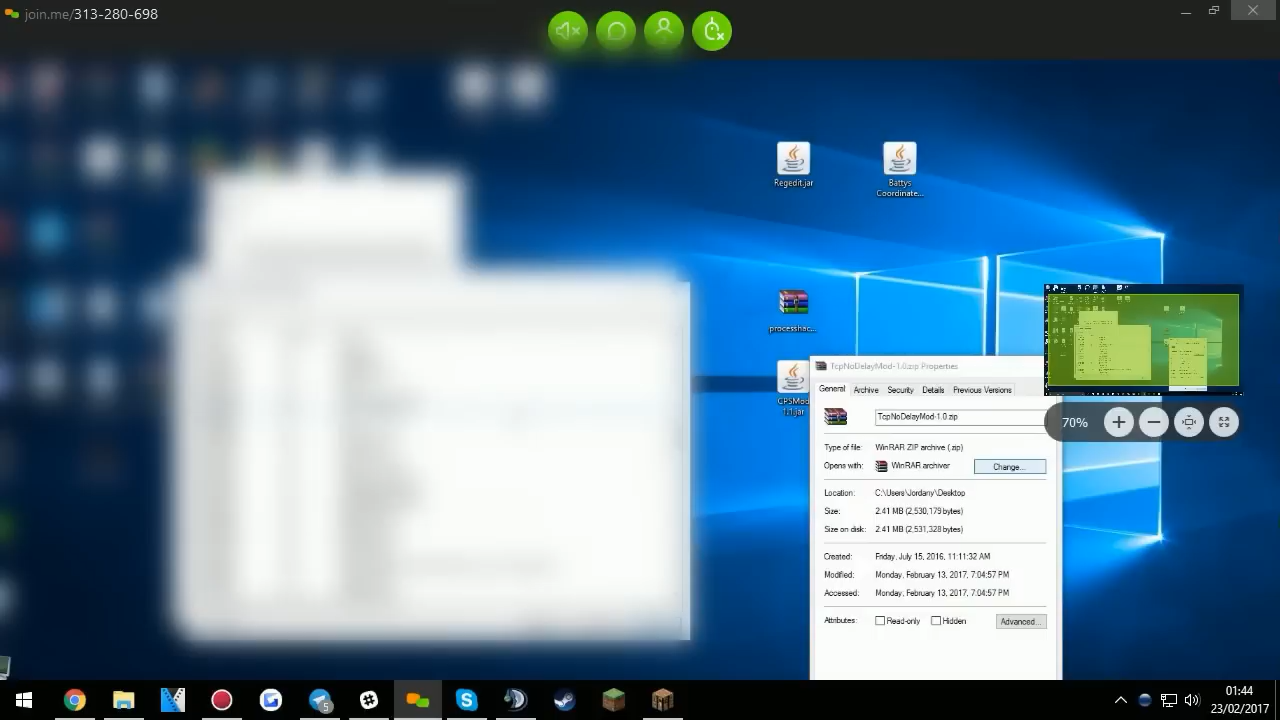 join.me/313-280-698
Regedit.jar
Battys
Coordinate...
processhac...
CPSMod
1.1.jar
TcpNoDelayMod-1.0.zip Properties
General Archive Security Details Previous Versions
TcpNoDelayMod-1.0.zip
70%
Type of file: WinRAR ZIP archive (.zip)
Opens with: WinRAR archiver Change...
Location: C:\Users\Jordany\Desktop
Size: 2.41 MB (2,530,179 bytes)
Size on disk: 2.41 MB (2,531,328 bytes)
Created: Friday, July 15, 2016, 11:11:32 AM
Modified: Monday, February 13, 2017, 7:04:57 PM
Accessed: Monday, February 13, 2017, 7:04:57 PM
Attributes: Read-only Hidden Advanced...
5
01:44
23/02/2017